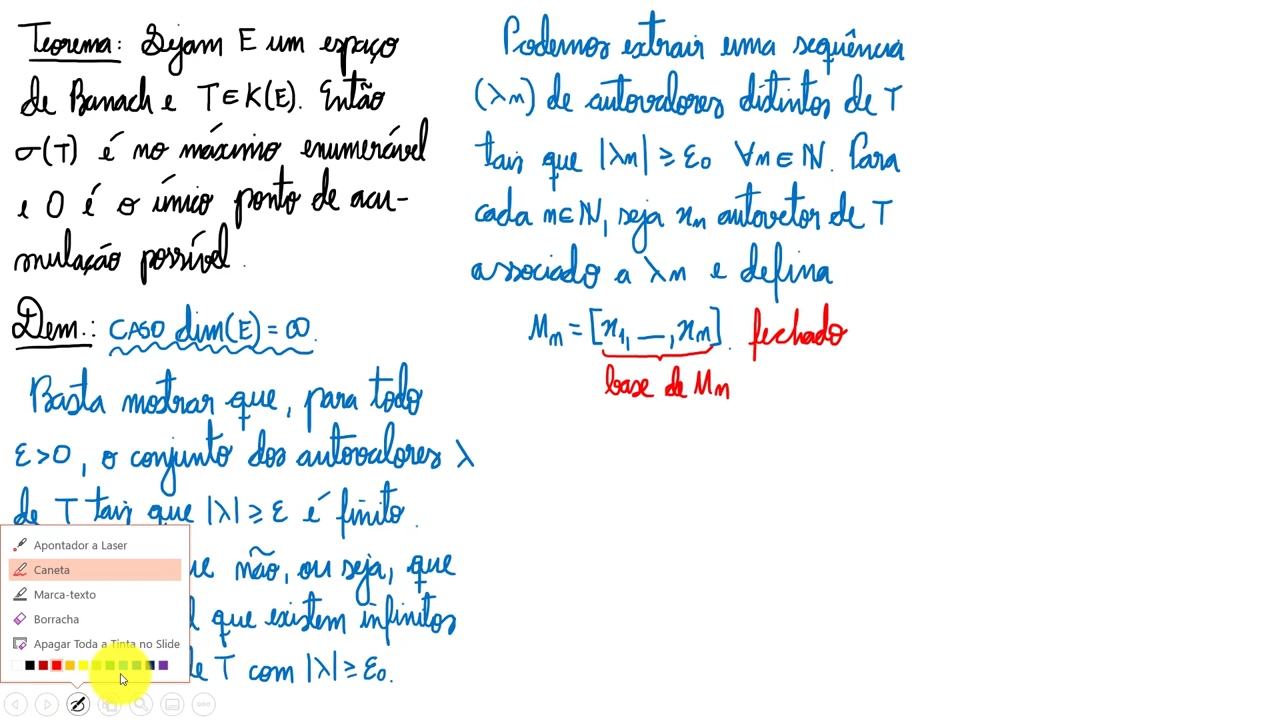 Teorema: Sejam E um espaço
de Banach e T∈K(E). Então
σ(T) é no máximo enumerável
e 0 é o único ponto de acu-
mulação possível.
Dem.: CASO dim(E)=∞.
Basta mostrar que, para todo
ε>0, o conjunto dos autovalores λ
de T tais que |λ|≥ε é finito.
não, ou seja, que
que existem infinitos
de T com |λ|≥ε₀.
Podemos extrair uma sequência
(λn) de autovalores distintos de T
tais que |λn|≥ε₀ ∀n∈ℕ. Para
cada n∈ℕ, seja xn autovetor de T
associado a λn e defina
Mn=[x₁,—,xn]. fechado
base de Mn
Apontador a Laser
Caneta
Marca-texto
Borracha
Apagar Toda a Tinta no Slide